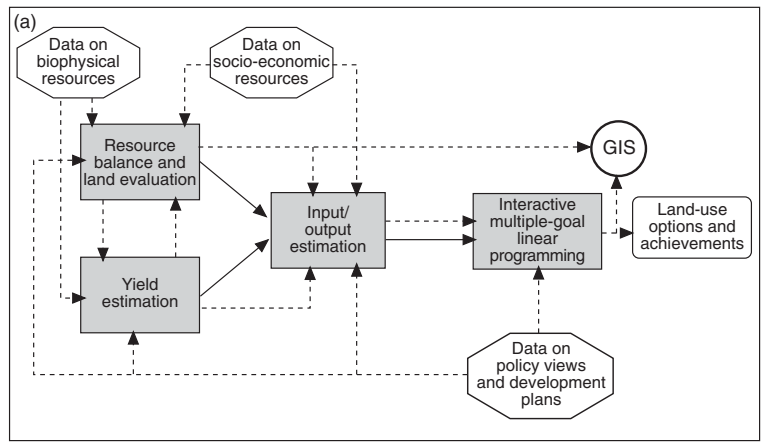 (a)
Data on
biophysical
resources
Data on
socio-economic
resources
Resource
balance and
land evaluation
GIS
Input/
output
estimation
Interactive
multiple-goal
linear
programming
Land-use
options and
achievements
Yield
estimation
Data on
policy views
and development
plans